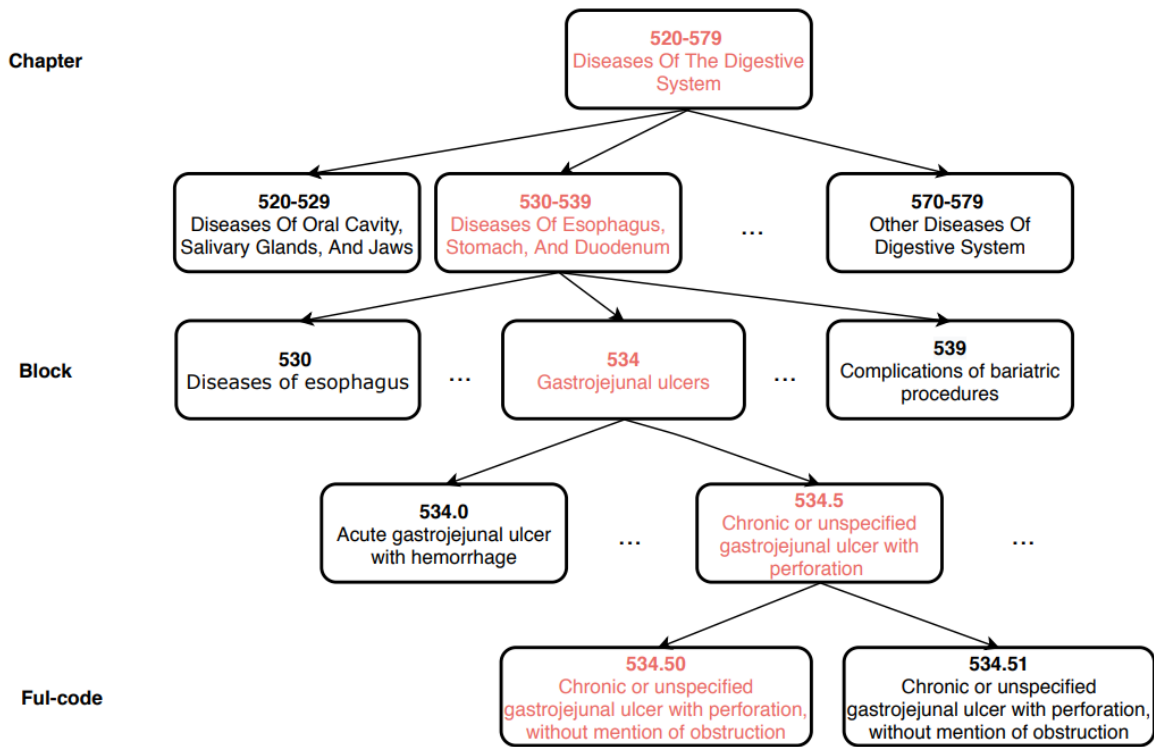 Chapter
520-579
Diseases Of The Digestive
System
520-529
Diseases Of Oral Cavity,
Salivary Glands, And Jaws
530-539
Diseases Of Esophagus,
Stomach, And Duodenum
...
570-579
Other Diseases Of
Digestive System
Block
530
Diseases of esophagus
...
534
Gastrojejunal ulcers
...
539
Complications of bariatric
procedures
534.0
Acute gastrojejunal ulcer
with hemorrhage
...
534.5
Chronic or unspecified
gastrojejunal ulcer with
perforation
...
Ful-code
534.50
Chronic or unspecified
gastrojejunal ulcer with perforation,
without mention of obstruction
534.51
Chronic or unspecified
gastrojejunal ulcer with perforation,
without mention of obstruction